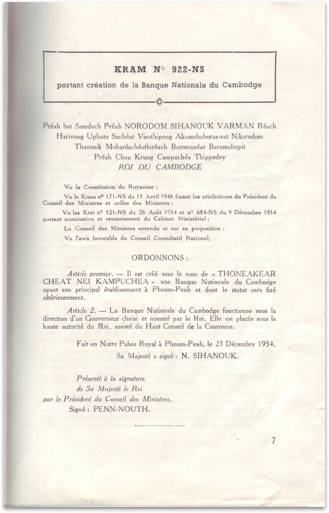 KRAM No 922-NS
portant création de la Banque Nationale du Cambodge
Préah bat Samdach Préah NORODOM SIHANOUK VARMAN Réach
Harivong Uphato Sucheat Visothipong Akamohaboras-rat Nikarodom
Thammik Mohareachéathireach Baromanéat Baromabopit
Préah Chau Krung Campuchéa Thippedey
ROI DU CAMBODGE
Vu la Constitution du Royaume ;
Vu le Kram n° 171-NS du 15 Avril 1946 fixant les attributions du Président du
Conseil des Ministres et celles des Ministres ;
Vu les Kret n° 521-NS du 26 Août 1954 et n° 684-NS du 9 Décembre 1954
portant nomination et remaniement du Cabinet Ministériel ;
Le Conseil des Ministres entendu et sur sa proposition ;
Vu l'avis favorable du Conseil Consultatif National,
ORDONNONS :
Article premier. — Il est créé sous le nom de « THONEAKEAR
CHEAT NEI KAMPUCHEA » une Banque Nationale du Cambodge
ayant son principal établissement à Phnom-Penh et dont le statut sera fixé
ultérieurement.
Article 2. — La Banque Nationale du Cambodge fonctionne sous la
direction d'un Gouverneur choisi et nommé par le Roi. Elle est placée sous la
haute autorité du Roi, assisté du Haut Conseil de la Couronne.
Fait en Notre Palais Royal à Phnom-Penh, le 23 Décembre 1954.
Sa Majesté a signé : N. SIHANOUK.
Présenté à la signature
de Sa Majesté le Roi
par le Président du Conseil des Ministres,
Signé : PENN-NOUTH.
7